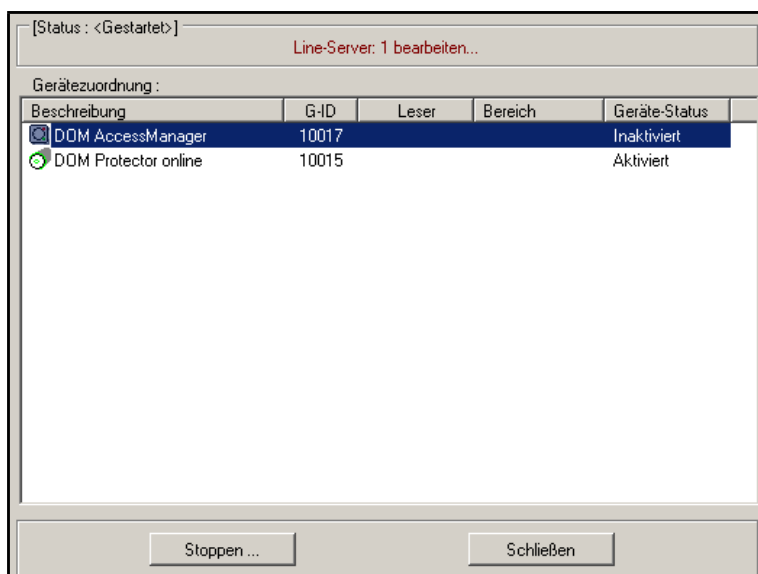 [Status : <Gestartet>]
Line-Server: 1 bearbeiten...
Gerätezuordnung :
Beschreibung G-ID Leser Bereich Geräte-Status
DOM AccessManager 10017 Inaktiviert
DOM Protector online 10015 Aktiviert
Stoppen ... Schließen